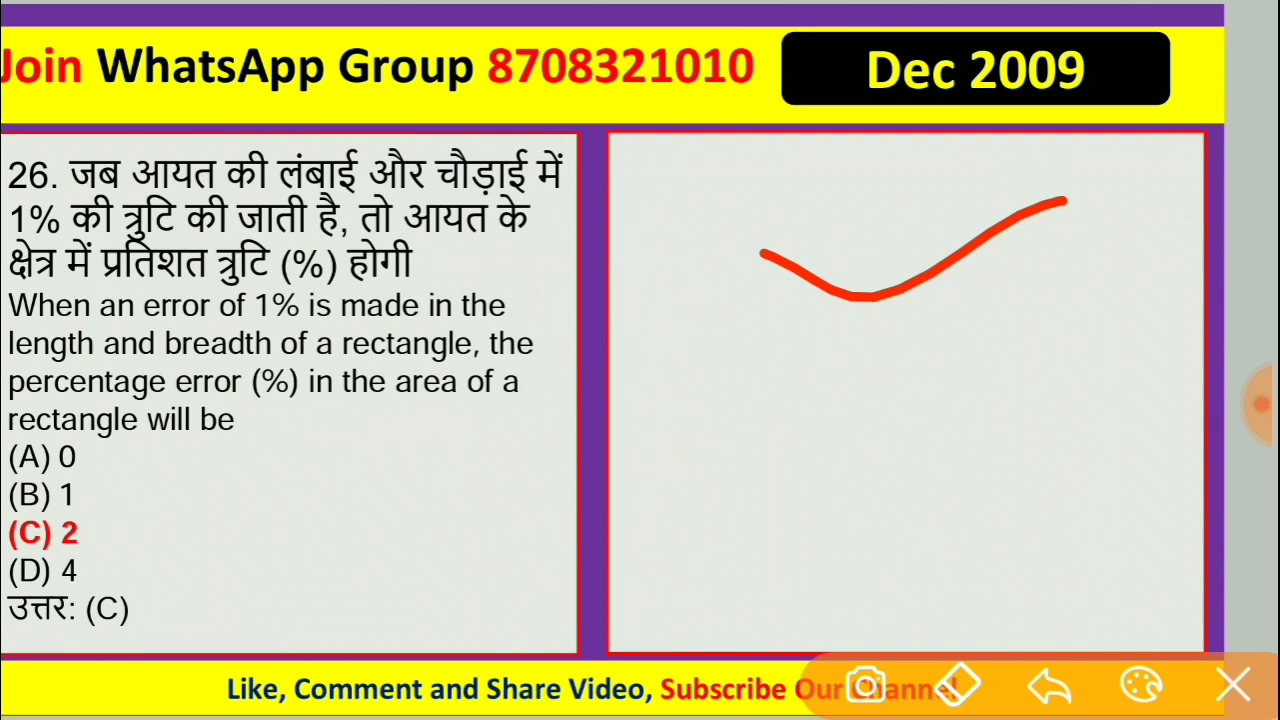 Join WhatsApp Group 8708321010
Dec 2009
26. जब आयत की लंबाई और चौड़ाई में
1% की त्रुटि की जाती है, तो आयत के
क्षेत्र में प्रतिशत त्रुटि (%) होगी
When an error of 1% is made in the
length and breadth of a rectangle, the
percentage error (%) in the area of a
rectangle will be
(A) 0
(B) 1
(C) 2
(D) 4
उत्तर: (C)
Like, Comment and Share Video, Subscribe Our Channel